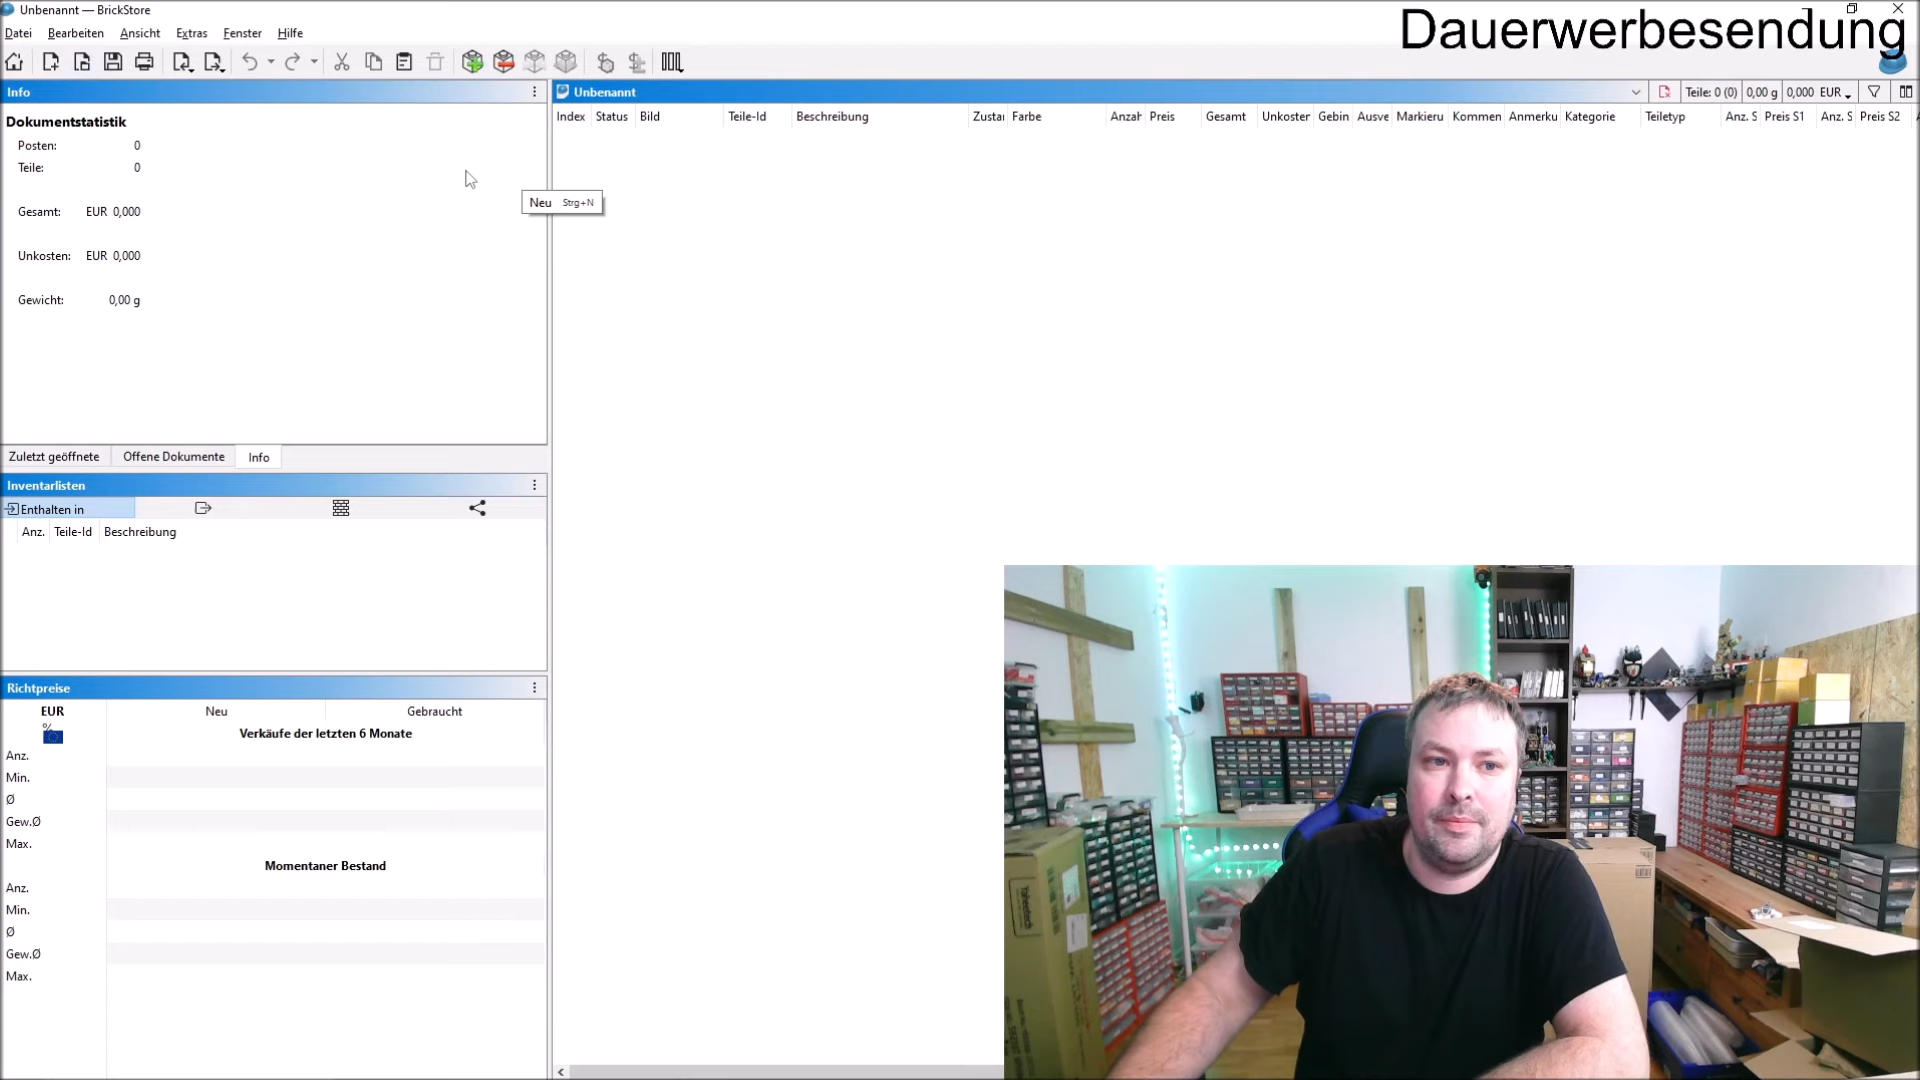 Unbenannt — BrickStore
Dauerwerbesendung
Datei Bearbeiten Ansicht Extras Fenster Hilfe
Info
Dokumentstatistik
Posten: 0
Teile: 0
Gesamt: EUR 0,000
Unkosten: EUR 0,000
Gewicht: 0,00 g
Neu Strg+N
Zuletzt geöffnete Offene Dokumente Info
Inventarlisten
Enthalten in
Anz. Teile-Id Beschreibung
Richtpreise
EUR Neu Gebraucht
%
Verkäufe der letzten 6 Monate
Anz.
Min.
Ø
Gew.Ø
Max.
Momentaner Bestand
Anz.
Min.
Ø
Gew.Ø
Max.
Unbenannt Teile: 0 (0) 0,00 g 0,000 EUR
Index Status Bild Teile-Id Beschreibung Zusta Farbe Anzah Preis Gesamt Unkosten Gebin Ausve Markieru Kommen Anmerku Kategorie Teiletyp Anz. S Preis S1 Anz. S Preis S2